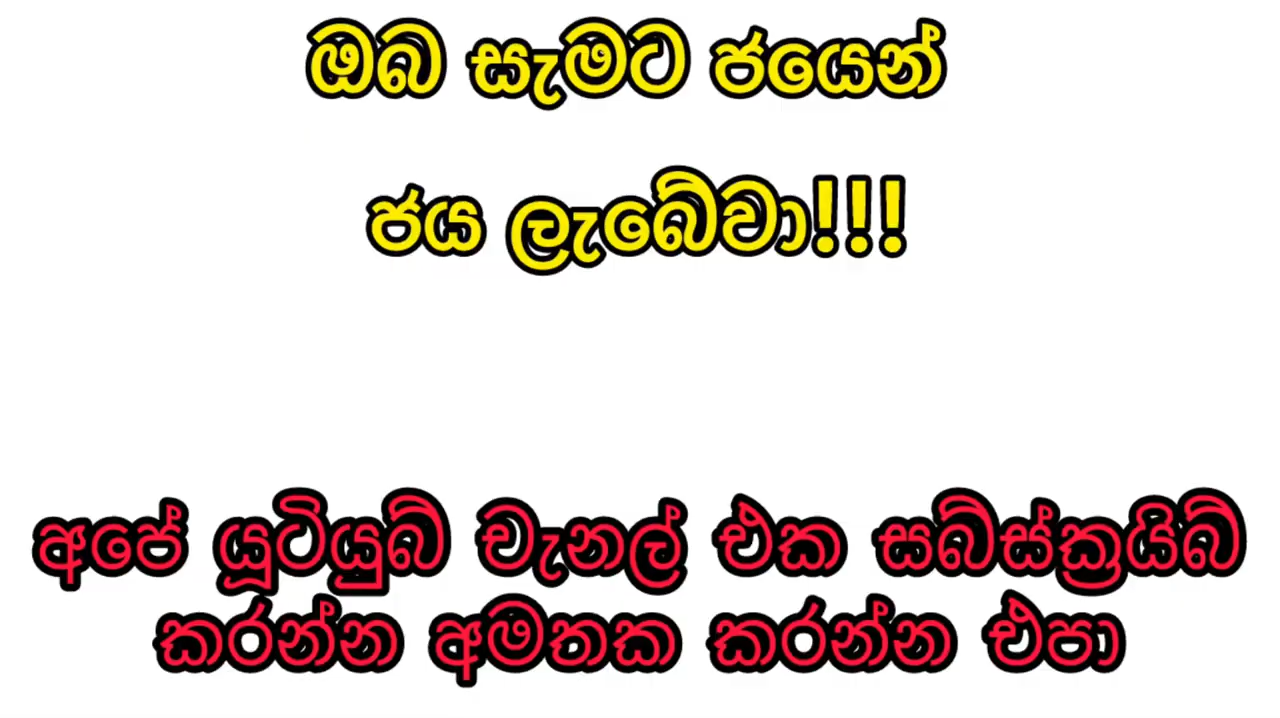 ඔබ සැමට ජයෙන්
ජය ලැබේවා!!!
අපේ යූටියුබ් චැනල් එක සබ්ස්ක්‍රයිබ්
කරන්න අමතක කරන්න එපා